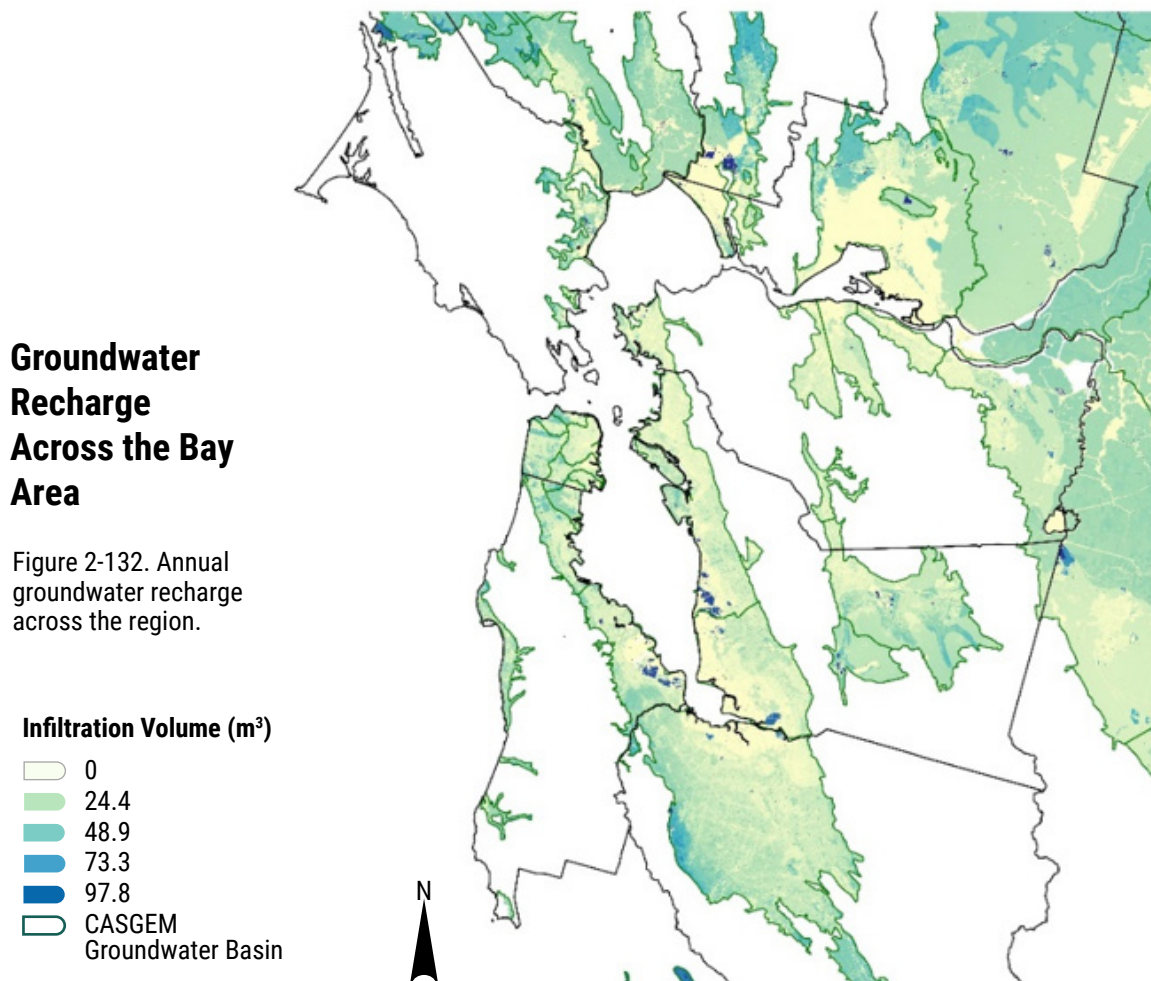 Groundwater
Recharge
Across the Bay
Area
Figure 2-132. Annual
groundwater recharge
across the region.
Infiltration Volume (m³)
0
24.4
48.9
73.3
97.8
CASGEM
Groundwater Basin
N